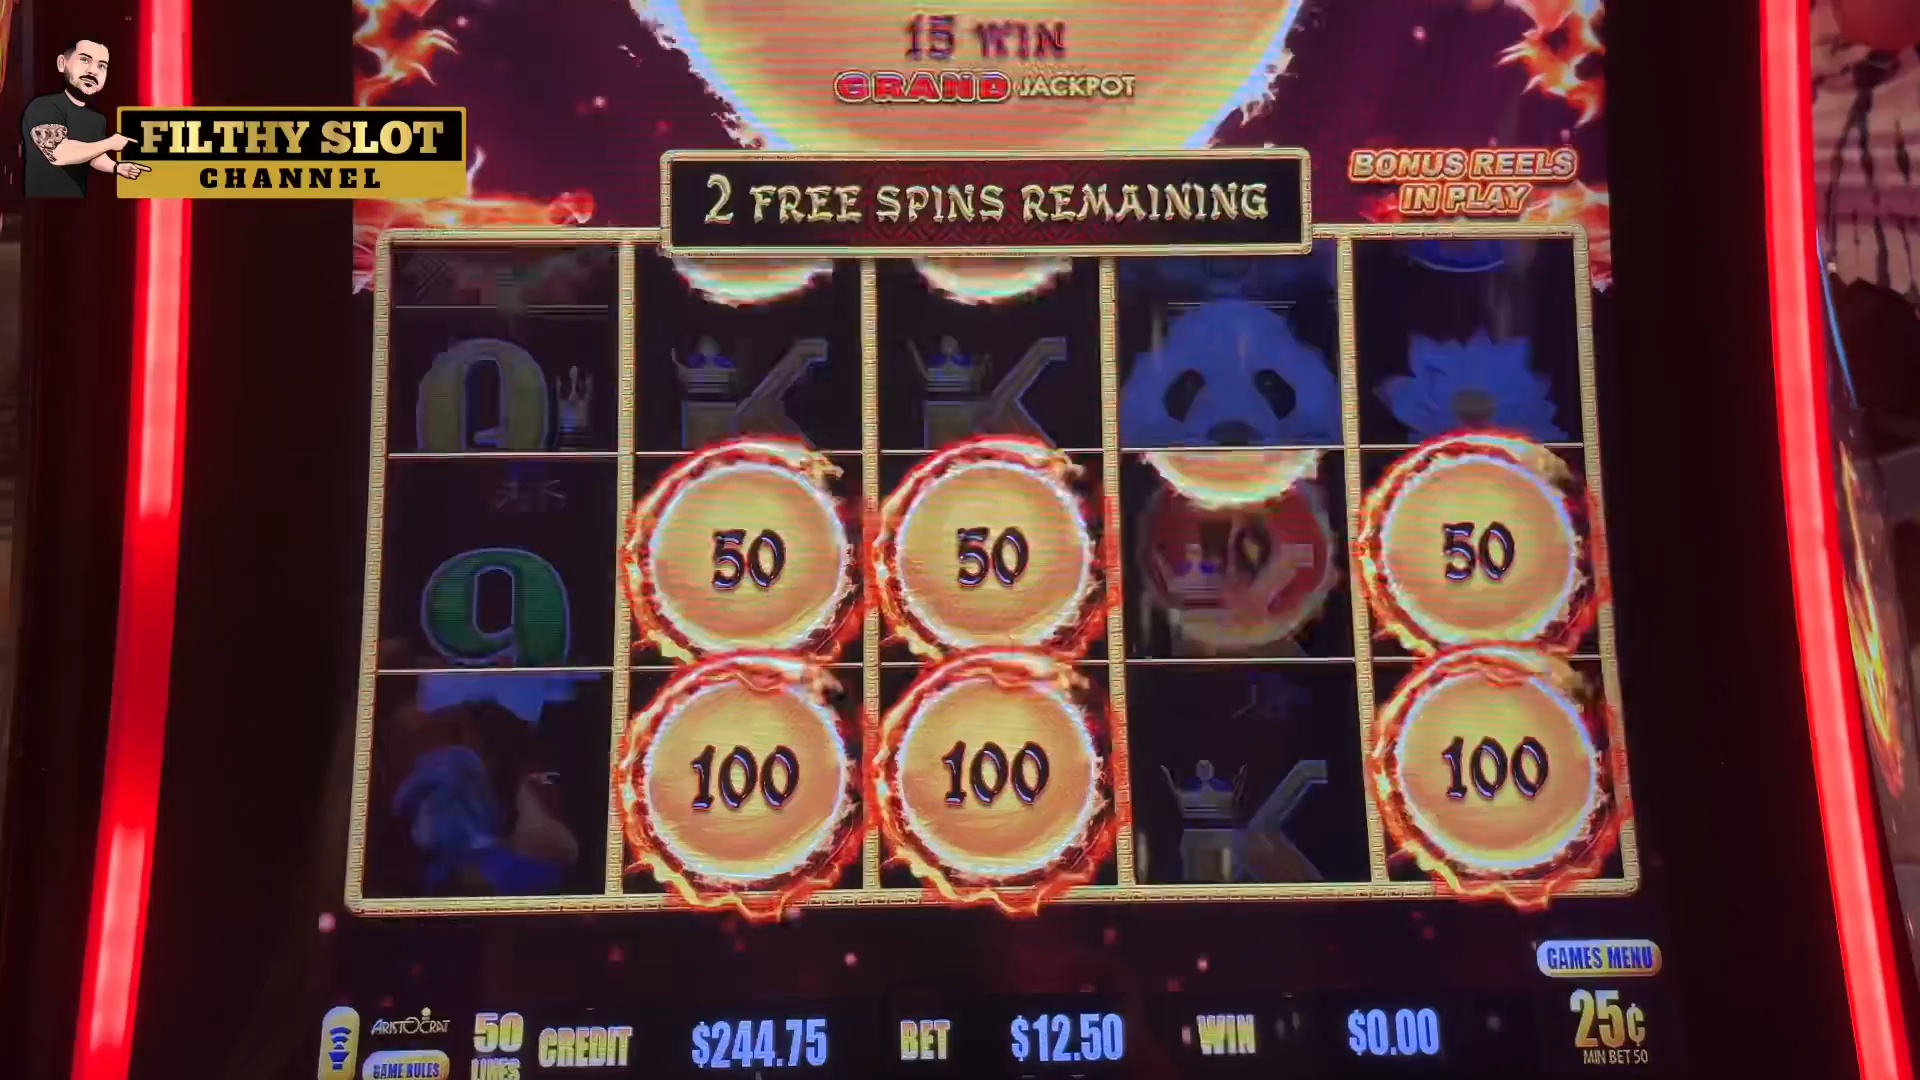 15 WIN
GRAND JACKPOT
FILTHY SLOT
CHANNEL
2 FREE SPINS REMAINING
BONUS REELS
IN PLAY
Q K K
9 50 50 50
100 100 K 100
GAMES MENU
ARISTOCRAT
GAME RULES
50
LINES
CREDIT $244.75 BET $12.50 WIN $0.00
25¢
MIN BET 50